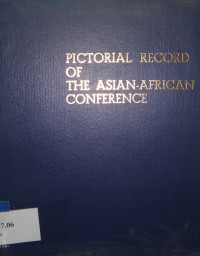 PICTORIAL RECORD
OF
THE ASIAN-AFRICAN
CONFERENCE
7,06